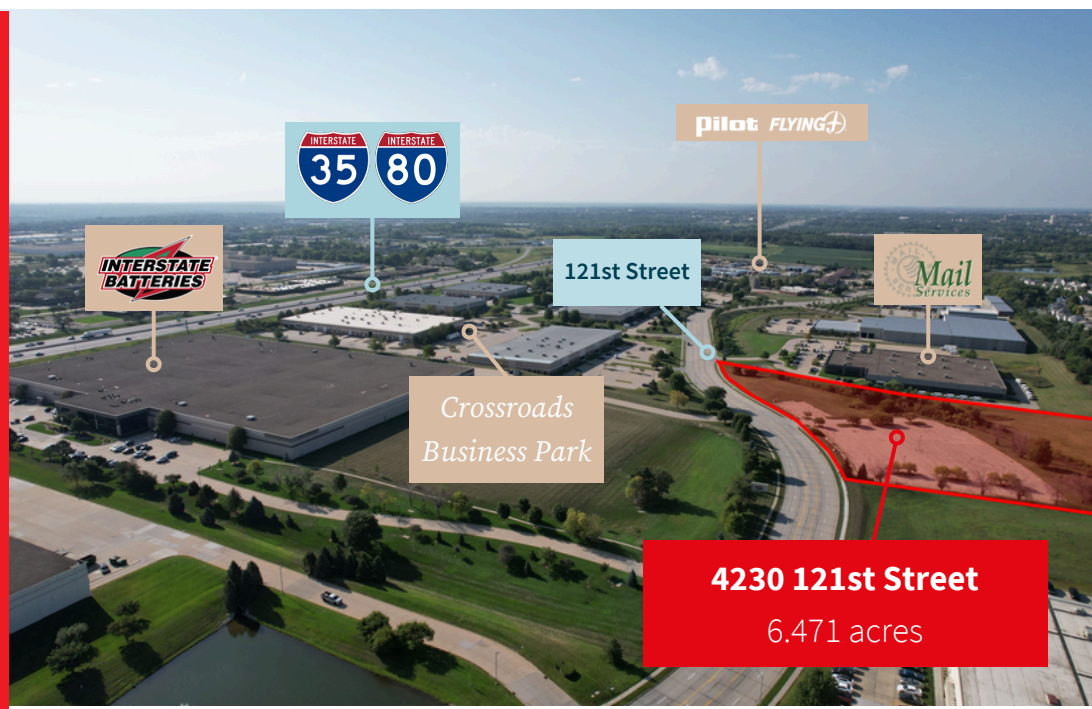 INTERSTATE
35
INTERSTATE
80
Pilot FLYING J
INTERSTATE
BATTERIES
121st Street
Mail
Services
Crossroads
Business Park
4230 121st Street
6.471 acres